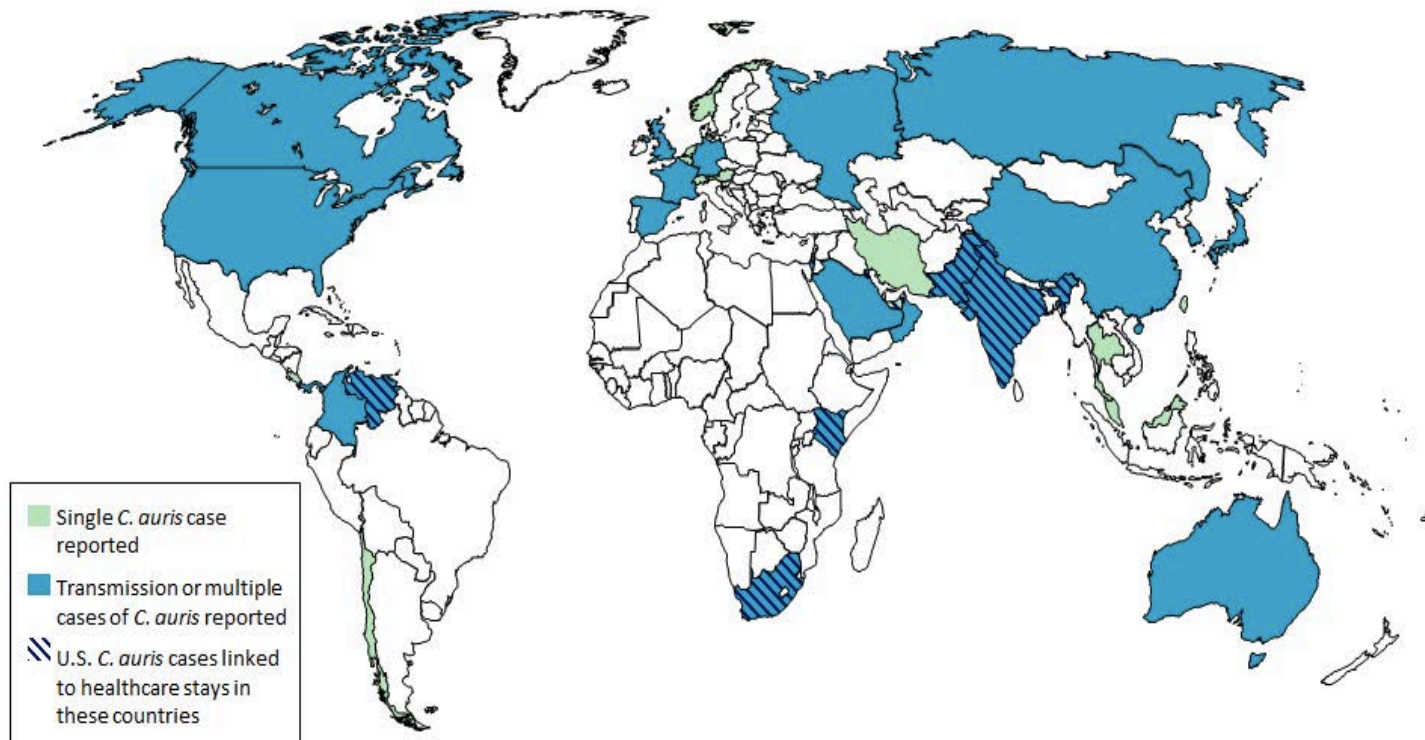 Single C. auris case
reported
Transmission or multiple
cases of C. auris reported
U.S. C. auris cases linked
to healthcare stays in
these countries